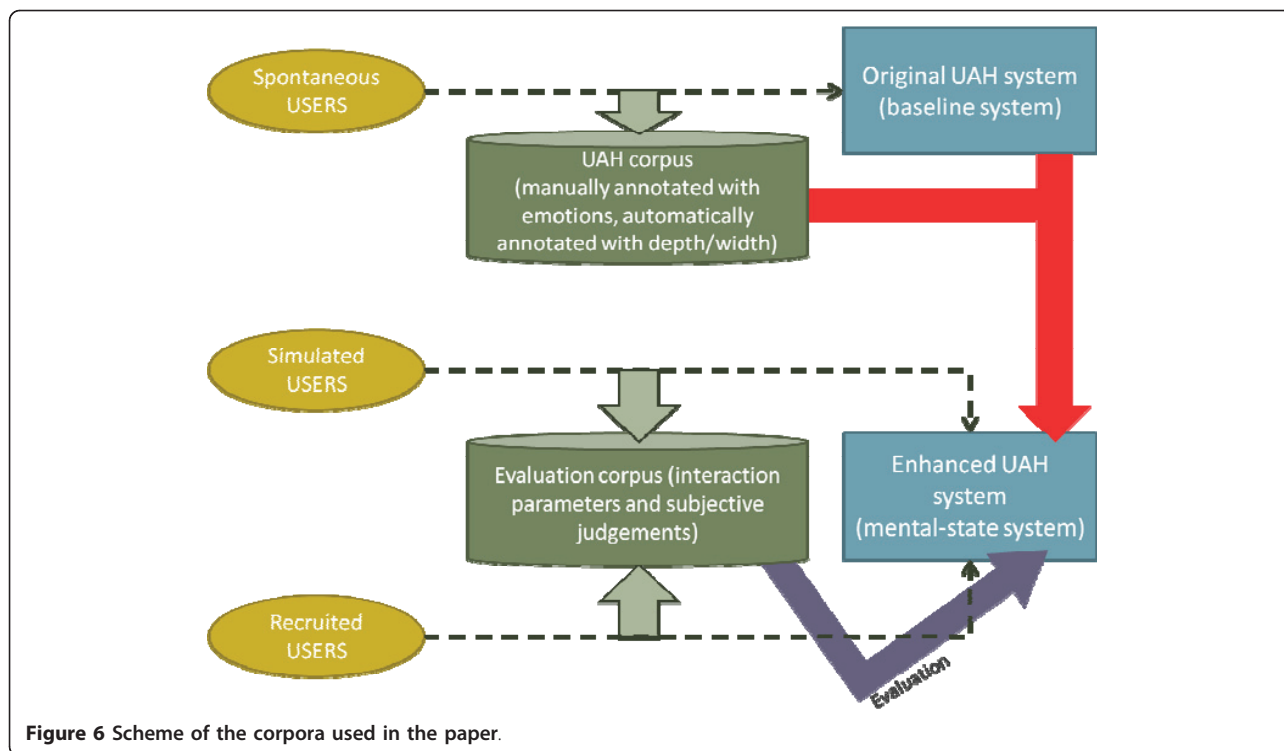 Spontaneous
USERS
Original UAH system
(baseline system)
UAH corpus
(manually annotated with
emotions, automatically
annotated with depth/width)
Simulated
USERS
Evaluation corpus (interaction
parameters and subjective
judgements)
Enhanced UAH
system
(mental-state system)
Recruited
USERS
Evaluation
Figure 6 Scheme of the corpora used in the paper.